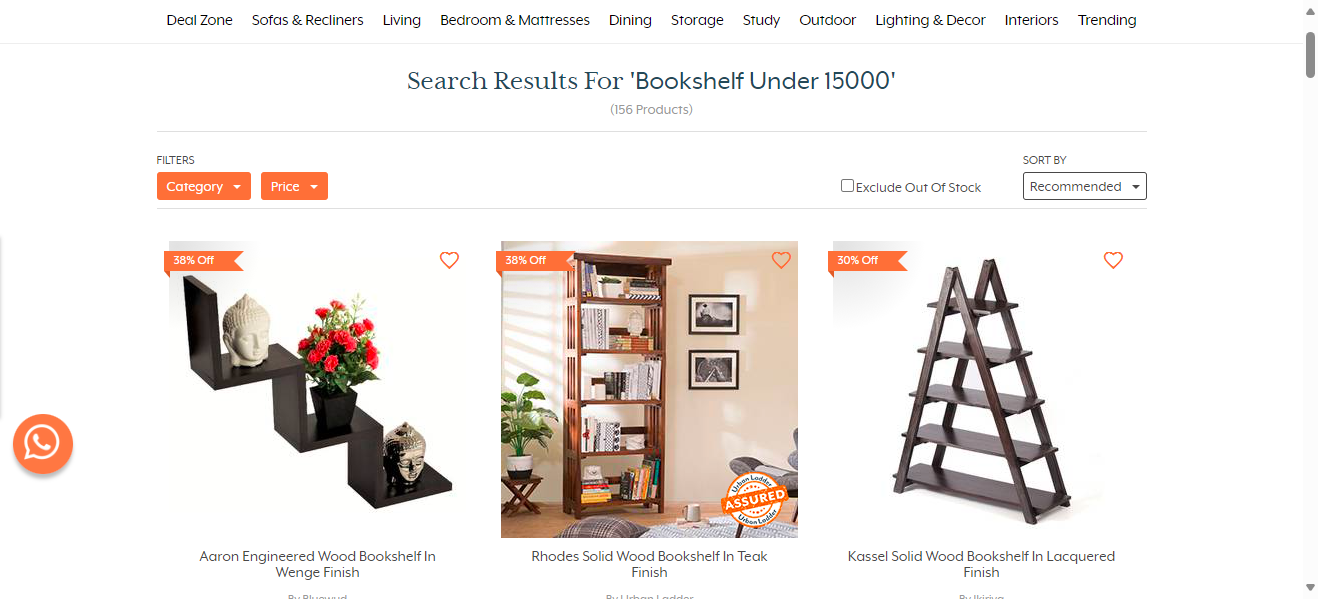 Deal Zone Sofas & Recliners Living Bedroom & Mattresses Dining Storage Study Outdoor Lighting & Decor Interiors Trending
Search Results For 'Bookshelf Under 15000'
(156 Products)
FILTERS
SORT BY
Category
Price
Exclude Out Of Stock
Recommended
38% Off
38% Off
30% Off
Urban Ladder
ASSURED
Urban Ladder
Aaron Engineered Wood Bookshelf In
Wenge Finish
Rhodes Solid Wood Bookshelf In Teak
Finish
Kassel Solid Wood Bookshelf In Lacquered
Finish
By Bluewud
By Urban Ladder
By Ikiriya